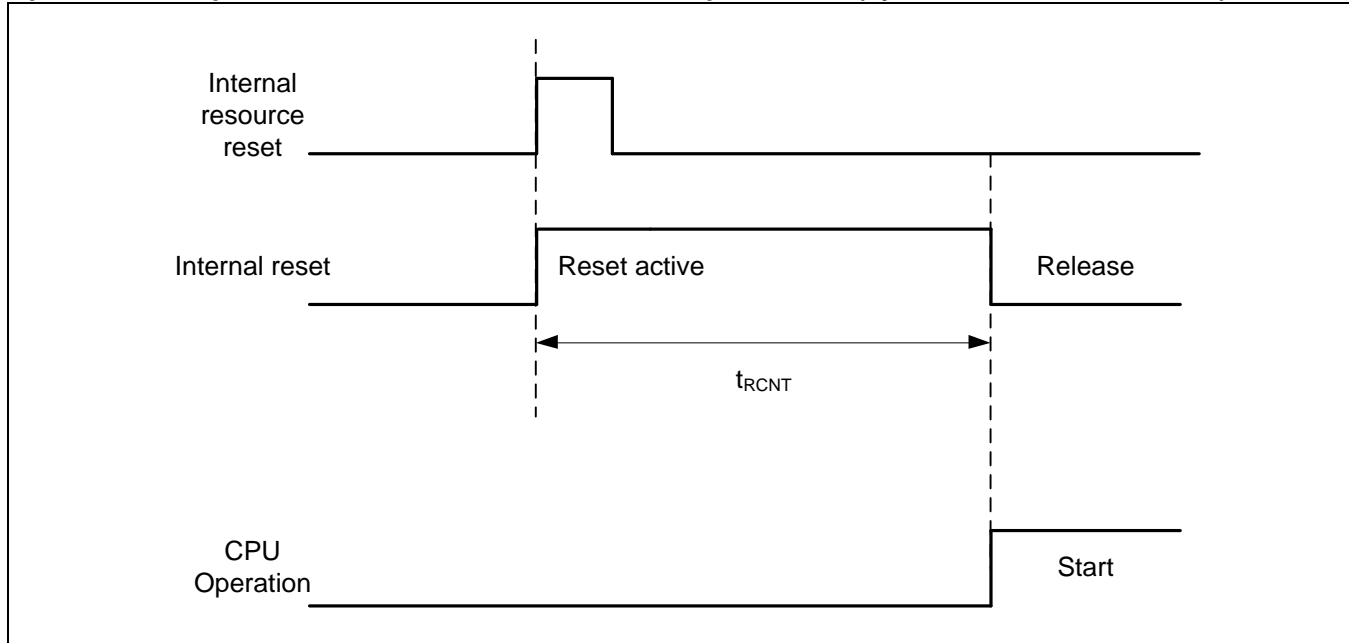 Internal
resource
reset
Internal reset
Reset active
Release
tRCNT
CPU
Operation
Start